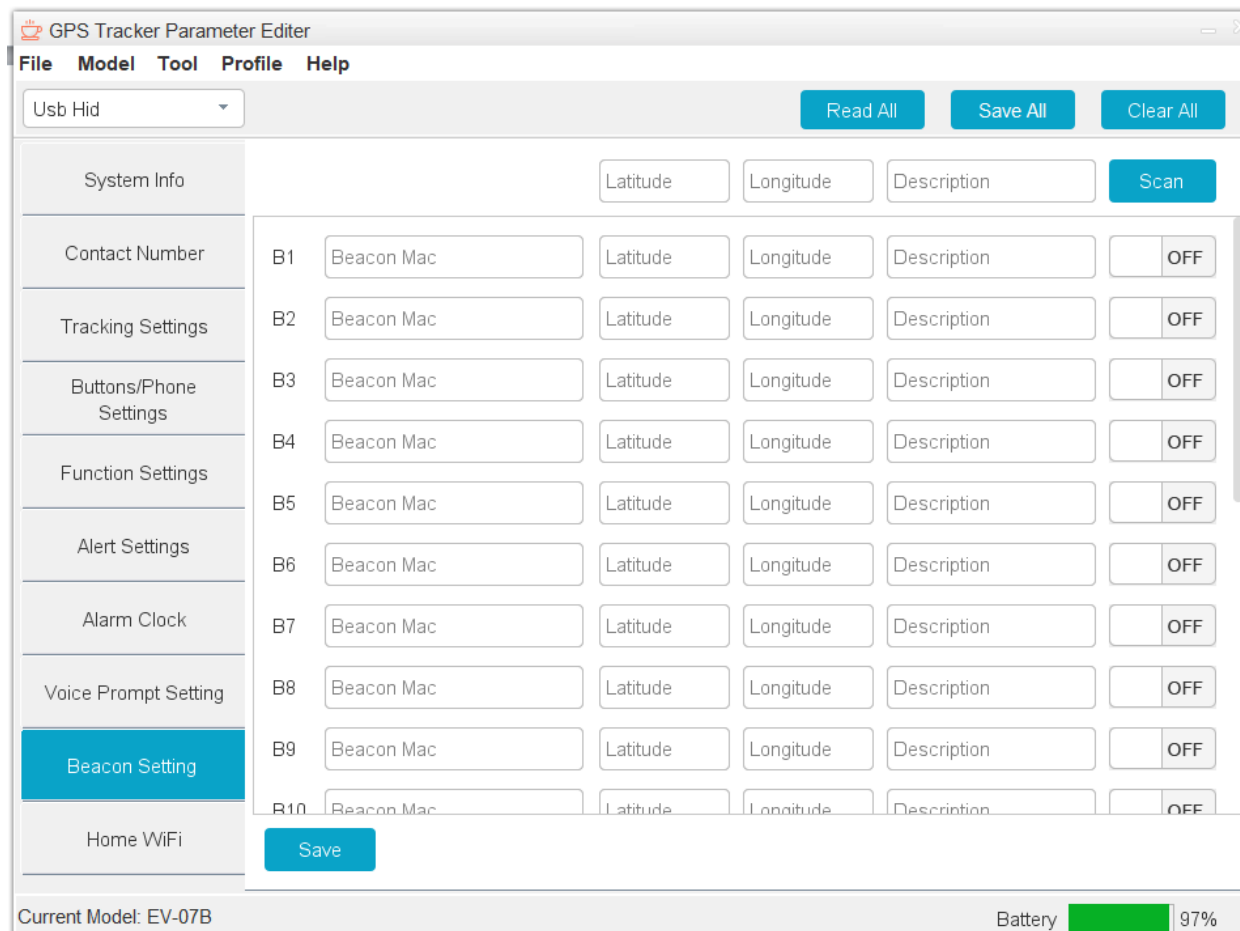 GPS Tracker Parameter Editer
File Model Tool Profile Help
Usb Hid Read All Save All Clear All
System Info Latitude Longitude Description Scan
Contact Number B1 Beacon Mac Latitude Longitude Description OFF
B2 Beacon Mac Latitude Longitude Description OFF
Tracking Settings
B3 Beacon Mac Latitude Longitude Description OFF
Buttons/Phone
Settings
B4 Beacon Mac Latitude Longitude Description OFF
Function Settings
B5 Beacon Mac Latitude Longitude Description OFF
Alert Settings
B6 Beacon Mac Latitude Longitude Description OFF
Alarm Clock B7 Beacon Mac Latitude Longitude Description OFF
Voice Prompt Setting B8 Beacon Mac Latitude Longitude Description OFF
B9 Beacon Mac Latitude Longitude Description OFF
Beacon Setting
B10 Beacon Mac Latitude Longitude Description OFF
Home WiFi Save
Current Model: EV-07B Battery 97%